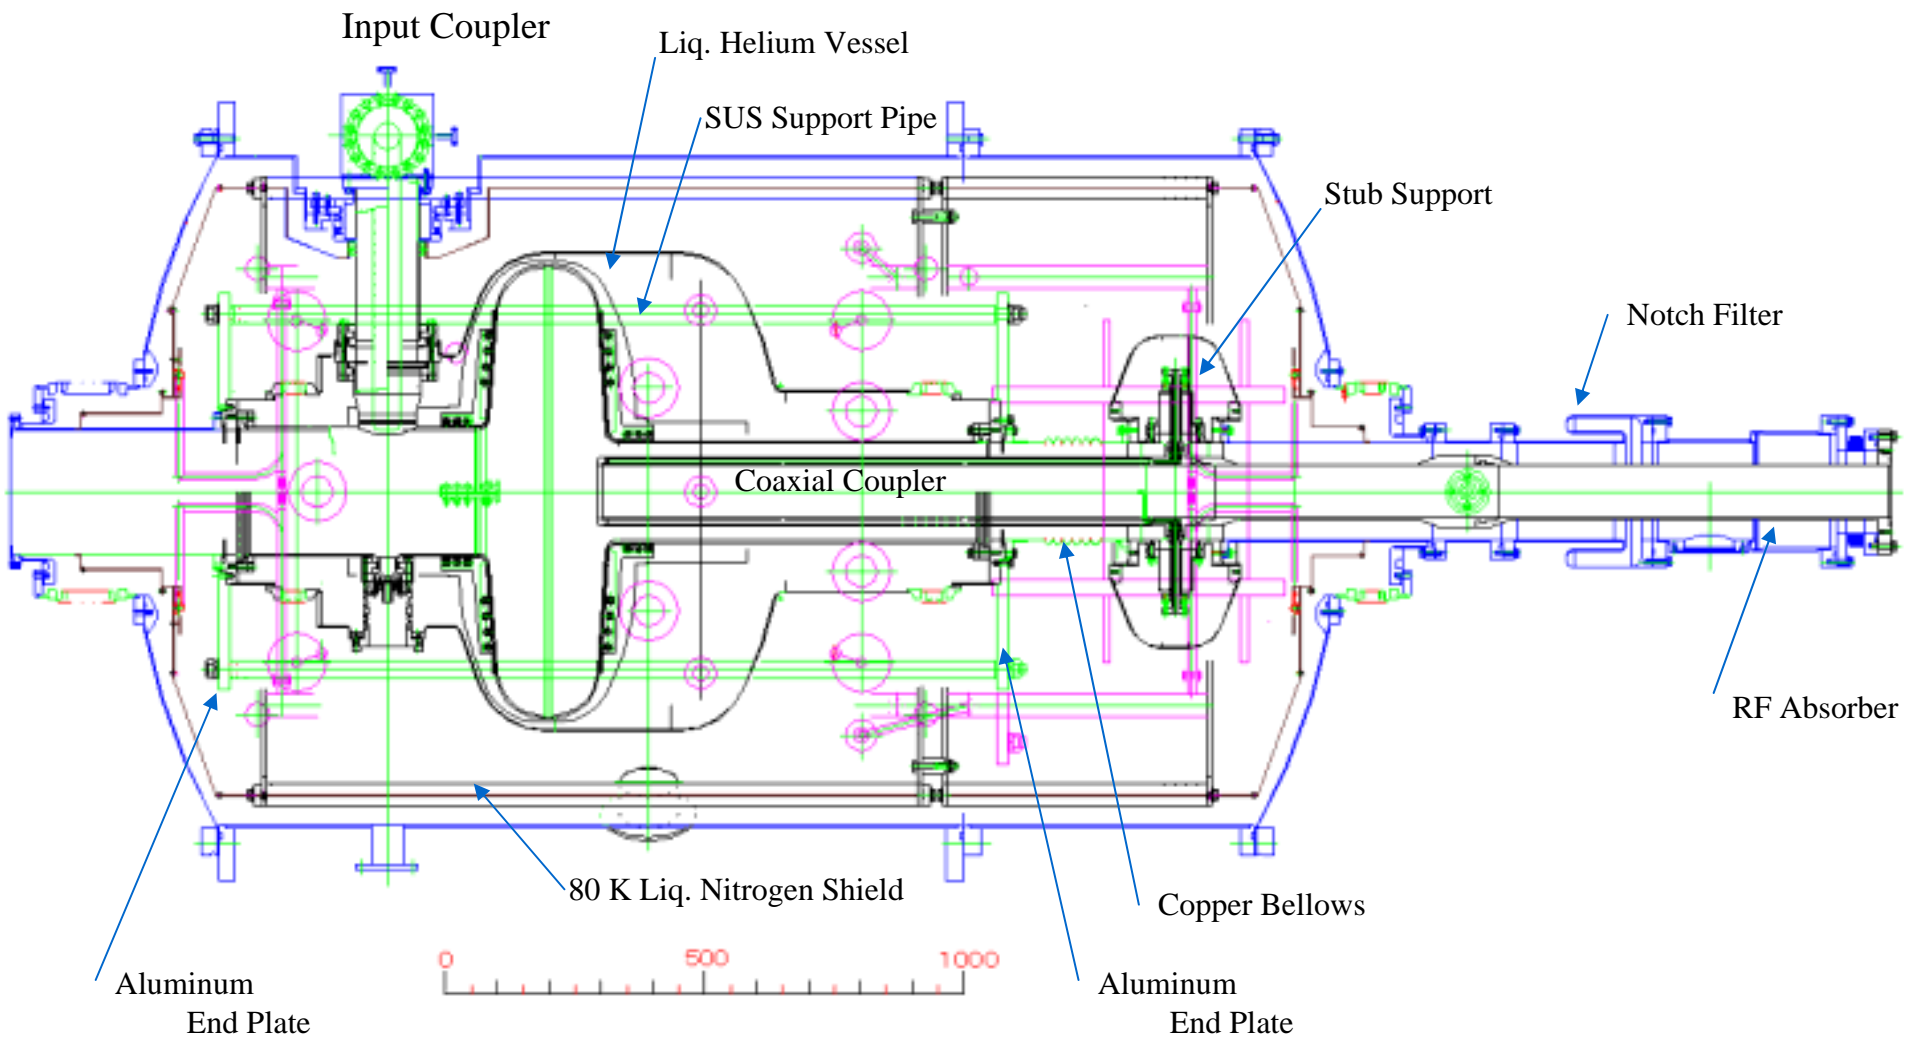 Input Coupler
Liq. Helium Vessel
SUS Support Pipe
Stub Support
Notch Filter
Coaxial Coupler
RF Absorber
80 K Liq. Nitrogen Shield
Copper Bellows
0 500 1000
Aluminum
End Plate
Aluminum
End Plate